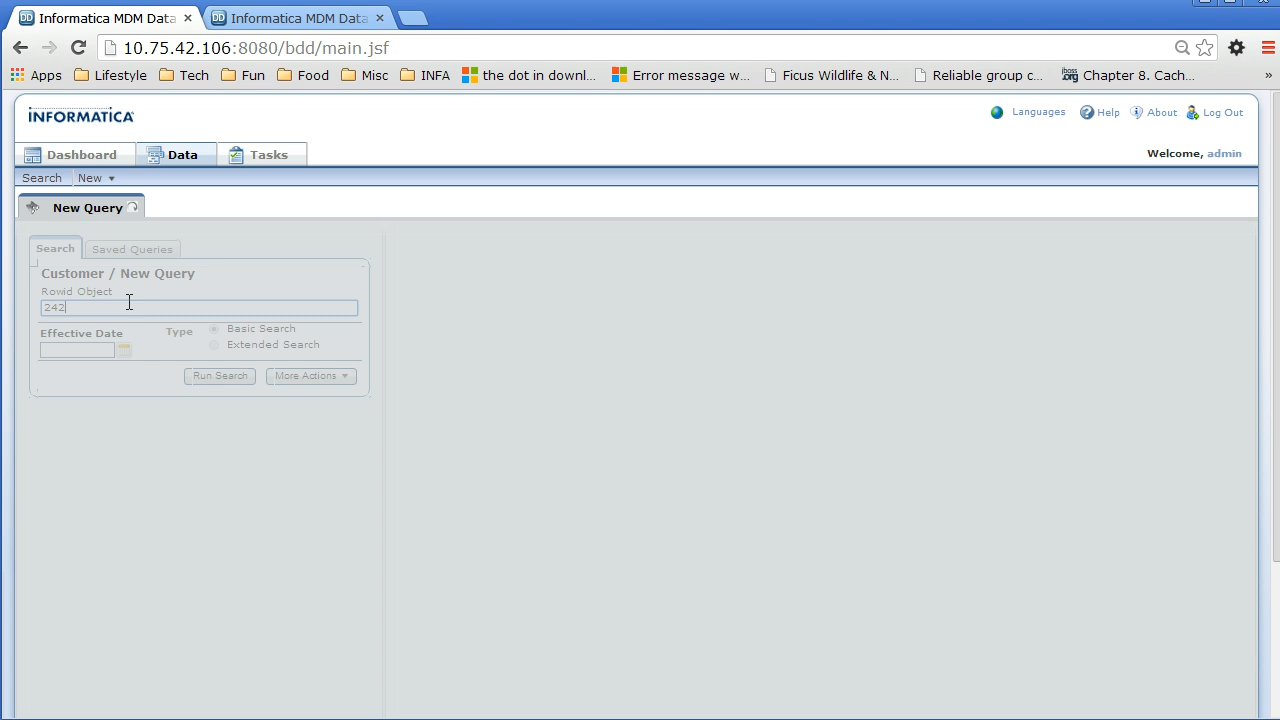 Informatica MDM Data
Informatica MDM Data
10.75.42.106:8080/bdd/main.jsf
Apps Lifestyle Tech Fun Food Misc INFA the dot in downl... Error message w... Ficus Wildlife & N... Reliable group c... Chapter 8. Cach... »
INFORMATICA
Languages Help About Log Out
Dashboard Data Tasks
Welcome, admin
Search New
New Query
Search Saved Queries
Customer / New Query
Rowid Object
242
Effective Date Type Basic Search
Extended Search
Run Search More Actions